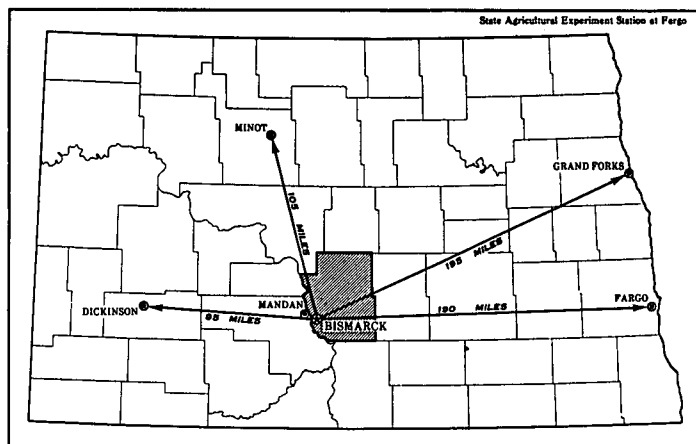 State Agricultural Experiment Station at Fargo
MINOT
GRAND FORKS
105 MILES
195 MILES
MANDAN
DICKINSON
95 MILES
BISMARCK
190 MILES
FARGO